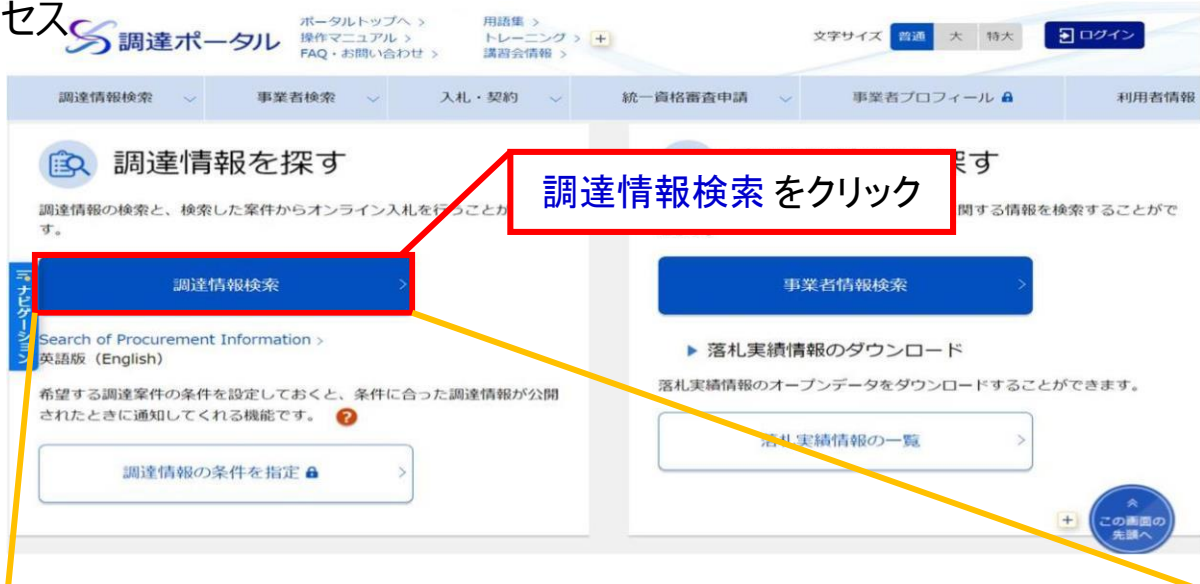 セス
調達ポータル
ポータルトップへ >
操作マニュアル >
FAQ・お問い合わせ >
用語集 >
トレーニング >
講習会情報 >
文字サイズ 普通 大 特大
ログイン
調達情報検索
事業者検索
入札・契約
統一資格審査申請
事業者プロフィール
利用者情報
調達情報を探す
調達情報の検索と、検索した案件からオンライン入札を行うことが
す。
調達情報検索 >
Search of Procurement Information >
英語版（English）
希望する調達案件の条件を設定しておくと、条件に合った調達情報が公開
されたときに通知してくれる機能です。 ?
調達情報の条件を指定 >
ナビゲーション
調達情報検索 をクリック
探す
関する情報を検索することがで
事業者情報検索 >
落札実績情報のダウンロード
落札実績情報のオープンデータをダウンロードすることができます。
落札実績情報の一覧 >
この画面の
先頭へ